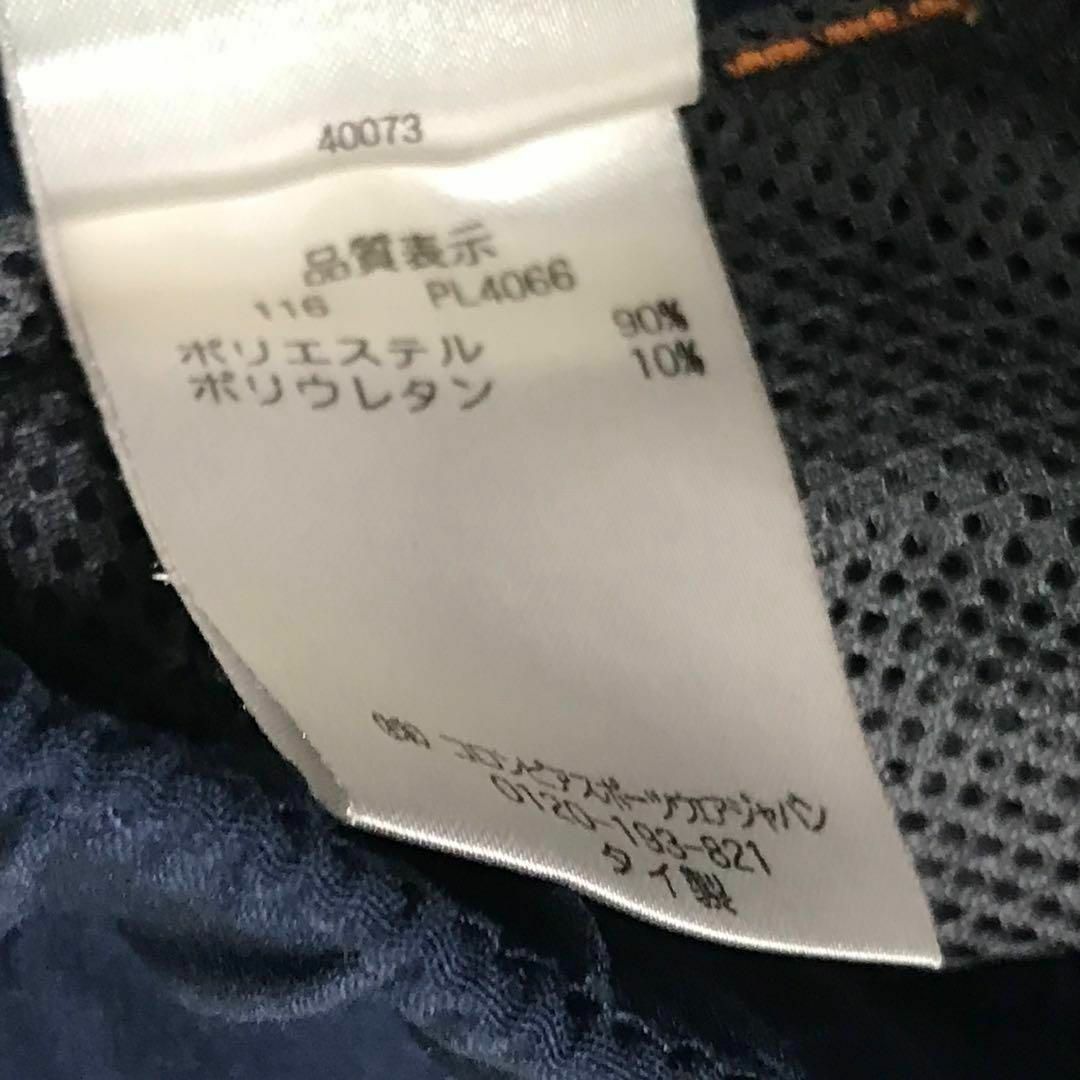 40073
品質表示
116 PL4066
ポリエステル 90%
ポリウレタン 10%
㈱ コロンビアスポーツウエアジャパン
0120-193-821
タイ製